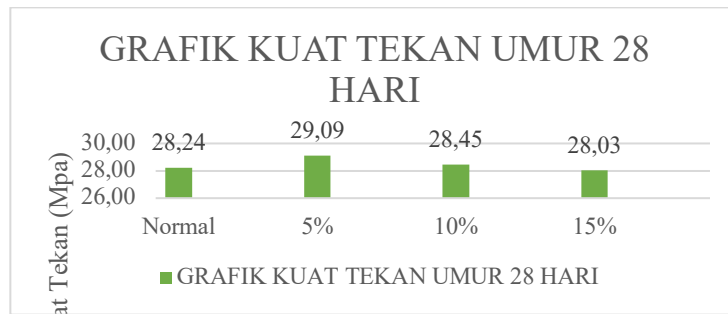 GRAFIK KUAT TEKAN UMUR 28
HARI
at Tekan (Mpa)
30,00
28,00
26,00
28,24
29,09
28,45
28,03
Normal
5%
10%
15%
GRAFIK KUAT TEKAN UMUR 28 HARI